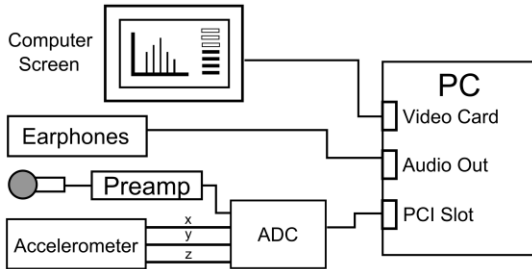 Computer
Screen
PC
Video Card
Earphones
Audio Out
Preamp
PCI Slot
x
y
z
Accelerometer
ADC